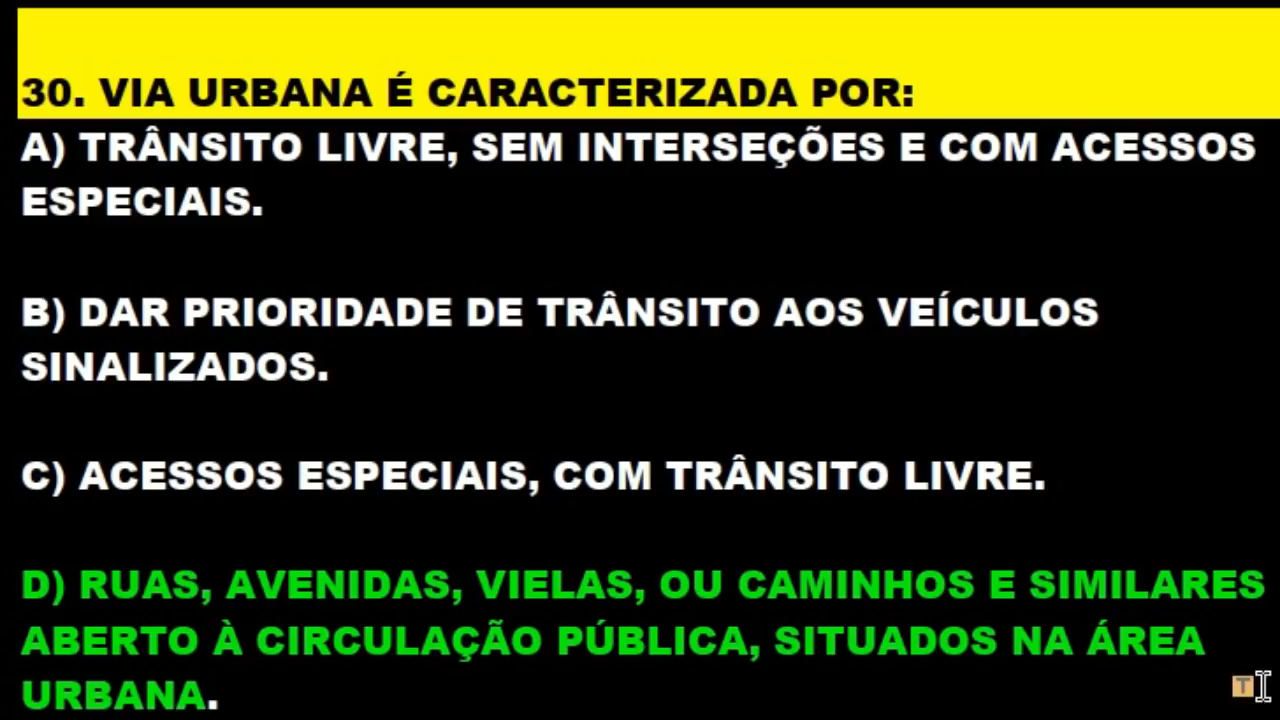 30. VIA URBANA É CARACTERIZADA POR:
A) TRÂNSITO LIVRE, SEM INTERSEÇÕES E COM ACESSOS
ESPECIAIS.
B) DAR PRIORIDADE DE TRÂNSITO AOS VEÍCULOS
SINALIZADOS.
C) ACESSOS ESPECIAIS, COM TRÂNSITO LIVRE.
D) RUAS, AVENIDAS, VIELAS, OU CAMINHOS E SIMILARES
ABERTO À CIRCULAÇÃO PÚBLICA, SITUADOS NA ÁREA
URBANA.
T